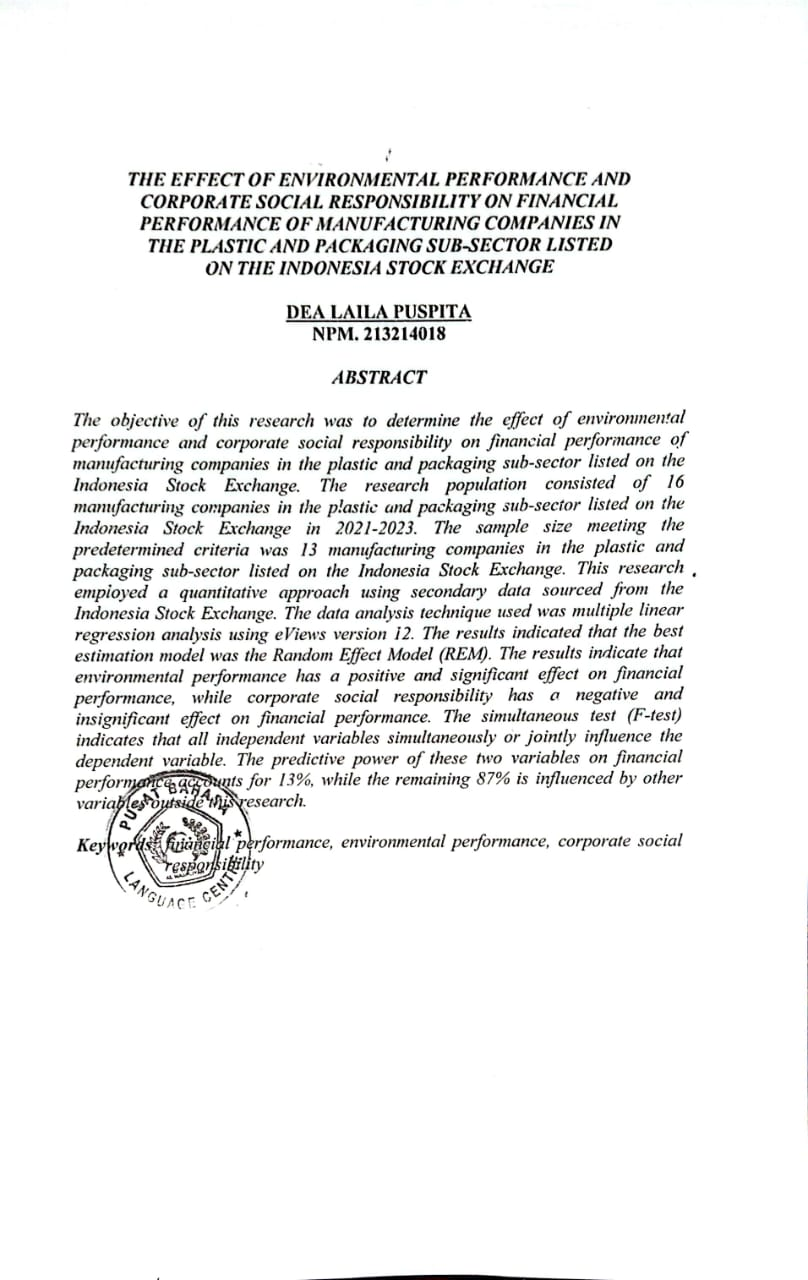 THE EFFECT OF ENVIRONMENTAL PERFORMANCE AND
CORPORATE SOCIAL RESPONSIBILITY ON FINANCIAL
PERFORMANCE OF MANUFACTURING COMPANIES IN
THE PLASTIC AND PACKAGING SUB-SECTOR LISTED
ON THE INDONESIA STOCK EXCHANGE
DEA LAILA PUSPITA
NPM. 213214018
ABSTRACT
The objective of this research was to determine the effect of environmental
performance and corporate social responsibility on financial performance of
manufacturing companies in the plastic and packaging sub-sector listed on the
Indonesia Stock Exchange. The research population consisted of 16
manufacturing companies in the plastic and packaging sub-sector listed on the
Indonesia Stock Exchange in 2021-2023. The sample size meeting the
predetermined criteria was 13 manufacturing companies in the plastic and
packaging sub-sector listed on the Indonesia Stock Exchange. This research
employed a quantitative approach using secondary data sourced from the
Indonesia Stock Exchange. The data analysis technique used was multiple linear
regression analysis using eViews version 12. The results indicated that the best
estimation model was the Random Effect Model (REM). The results indicate that
environmental performance has a positive and significant effect on financial
performance, while corporate social responsibility has a negative and
insignificant effect on financial performance. The simultaneous test (F-test)
indicates that all independent variables simultaneously or jointly influence the
dependent variable. The predictive power of these two variables on financial
performance accounts for 13%, while the remaining 87% is influenced by other
variables outside this research.
Keywords: financial performance, environmental performance, corporate social
responsibility
PUSAT BAHASA
LANGUAGE CENTRE